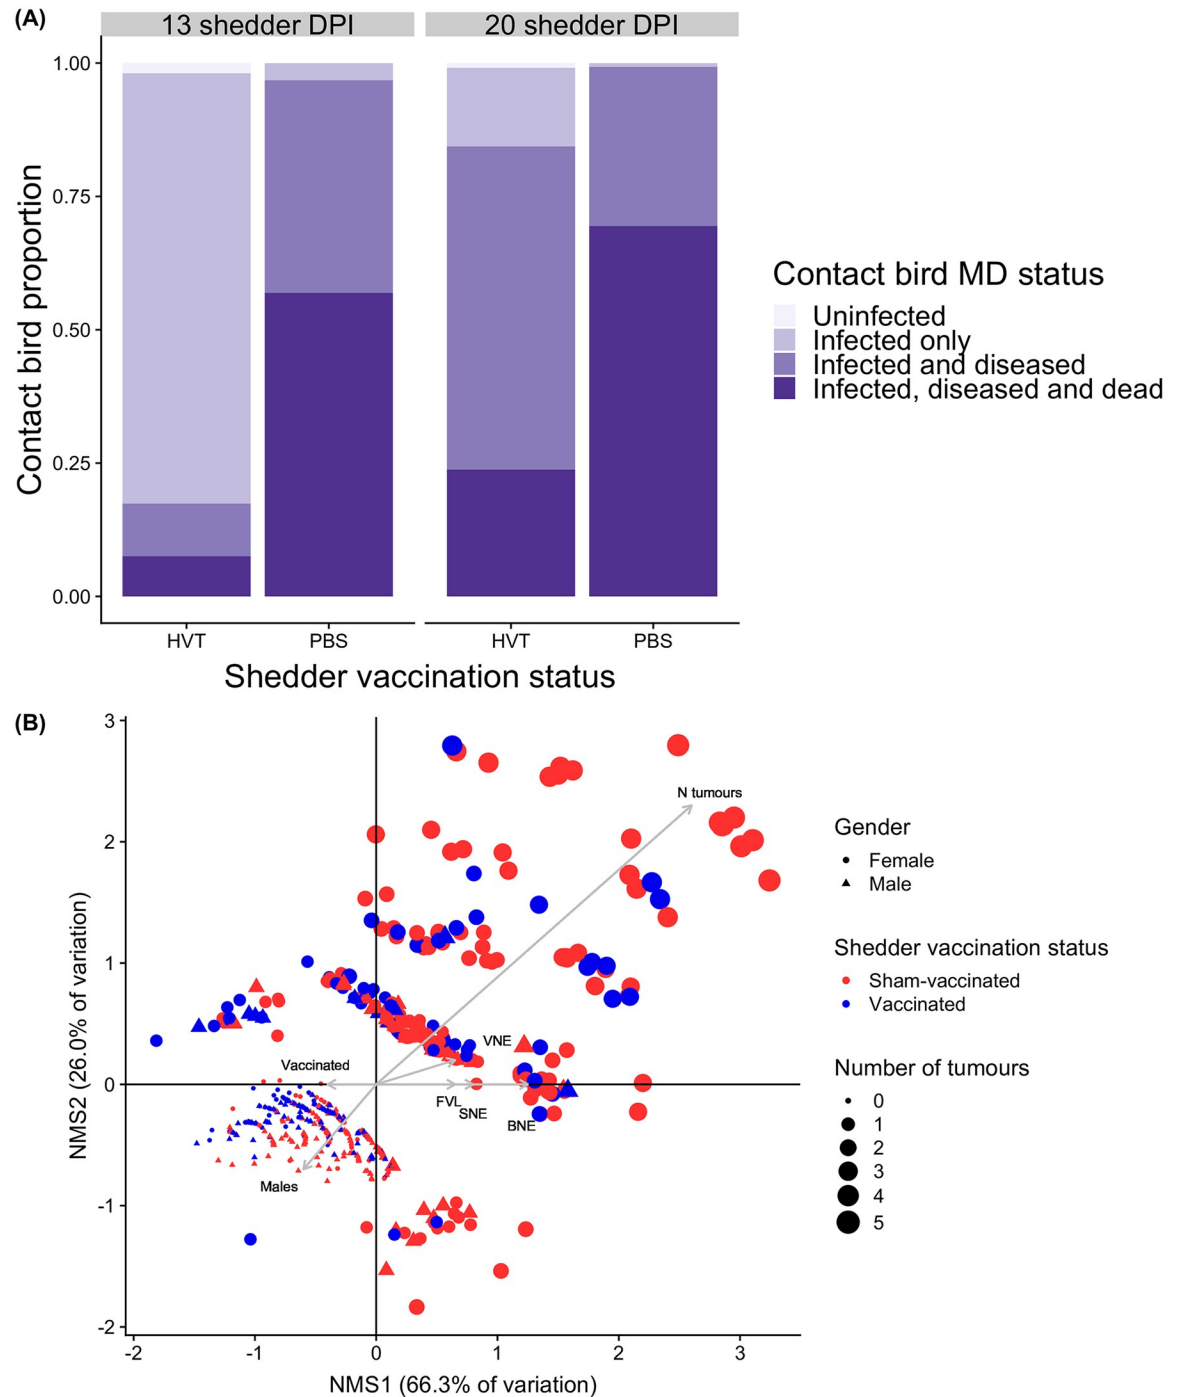 (A)
13 shedder DPI
20 shedder DPI
Contact bird proportion
1.00
0.75
0.50
0.25
0.00
HVT
PBS
HVT
PBS
Shedder vaccination status
Contact bird MD status
Uninfected
Infected only
Infected and diseased
Infected, diseased and dead
(B)
NMS2 (26.0% of variation)
3
2
1
0
-1
-2
N tumours
VNE
Vaccinated
FVL
SNE
BNE
Males
-2
-1
0
1
2
3
NMS1 (66.3% of variation)
Gender
Female
Male
Shedder vaccination status
Sham-vaccinated
Vaccinated
Number of tumours
0
1
2
3
4
5